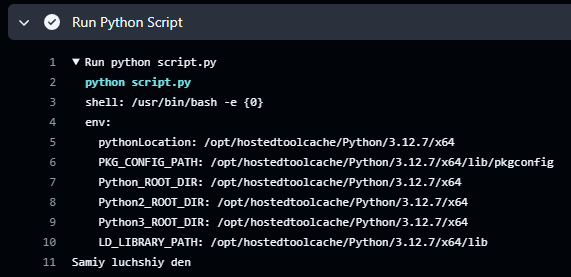 Run Python Script
1 ▼ Run python script.py
2 python script.py
3 shell: /usr/bin/bash -e {0}
4 env:
5 pythonLocation: /opt/hostedtoolcache/Python/3.12.7/x64
6 PKG_CONFIG_PATH: /opt/hostedtoolcache/Python/3.12.7/x64/lib/pkgconfig
7 Python_ROOT_DIR: /opt/hostedtoolcache/Python/3.12.7/x64
8 Python2_ROOT_DIR: /opt/hostedtoolcache/Python/3.12.7/x64
9 Python3_ROOT_DIR: /opt/hostedtoolcache/Python/3.12.7/x64
10 LD_LIBRARY_PATH: /opt/hostedtoolcache/Python/3.12.7/x64/lib
11 Samiy luchshiy den